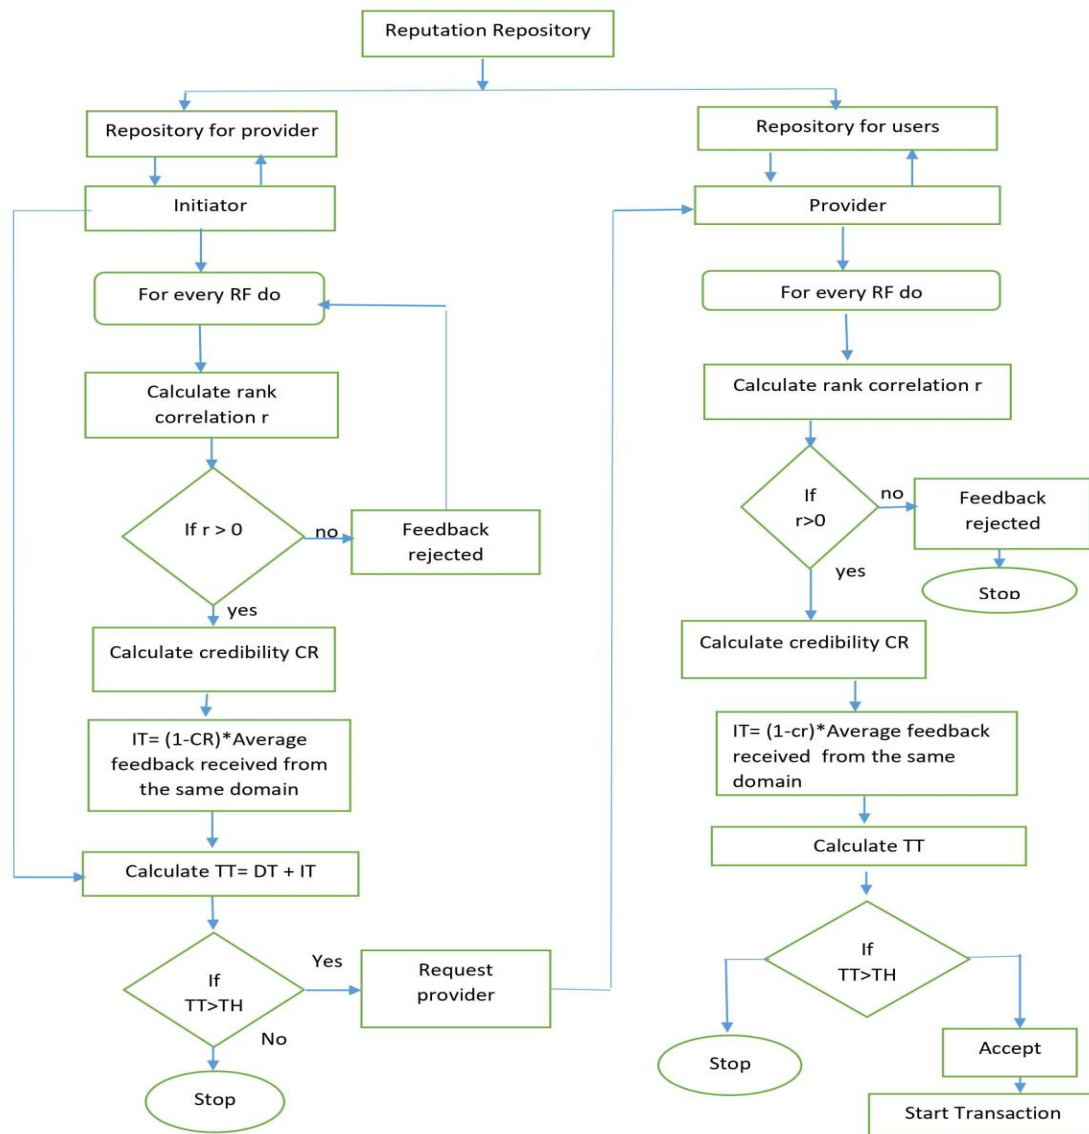 Reputation Repository
Repository for provider
Initiator
For every RF do
Calculate rank
correlation r
If r > 0
no
Feedback
rejected
yes
Calculate credibility CR
IT= (1-CR)*Average
feedback received from
the same domain
Calculate TT= DT + IT
If
TT>TH
Yes
Request
provider
No
Stop
Repository for users
Provider
For every RF do
Calculate rank correlation r
If
r>0
no
Feedback
rejected
Stop
yes
Calculate credibility CR
IT= (1-cr)*Average feedback
received from the same
domain
Calculate TT
If
TT>TH
Stop
Accept
Start Transaction